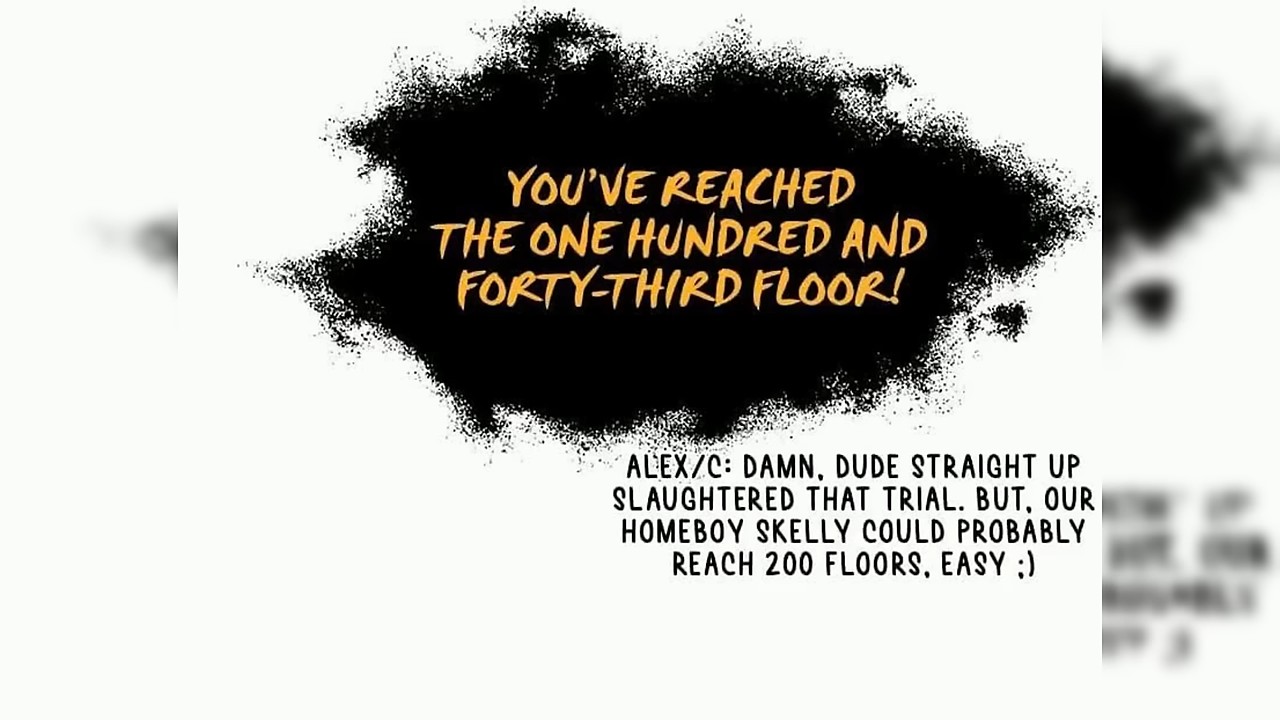 YOU'VE REACHED
THE ONE HUNDRED AND
FORTY-THIRD FLOOR!
ALEX/C: DAMN, DUDE STRAIGHT UP
SLAUGHTERED THAT TRIAL. BUT, OUR
HOMEBOY SKELLY COULD PROBABLY
REACH 200 FLOORS, EASY ;)